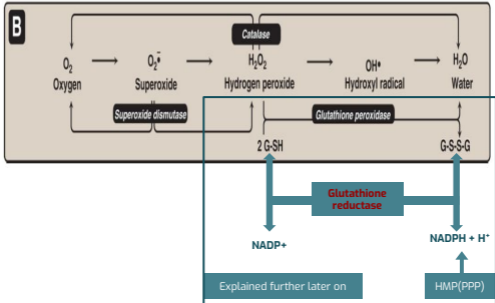 B
Catalase
O₂ O₂•̄ H₂O₂ OH• H₂O
Oxygen Superoxide Hydrogen peroxide Hydroxyl radical Water
Superoxide dismutase Glutathione peroxidase
2 G-SH G-S-S-G
Glutathione
reductase
NADP+ NADPH + H⁺
Explained further later on HMP(PPP)